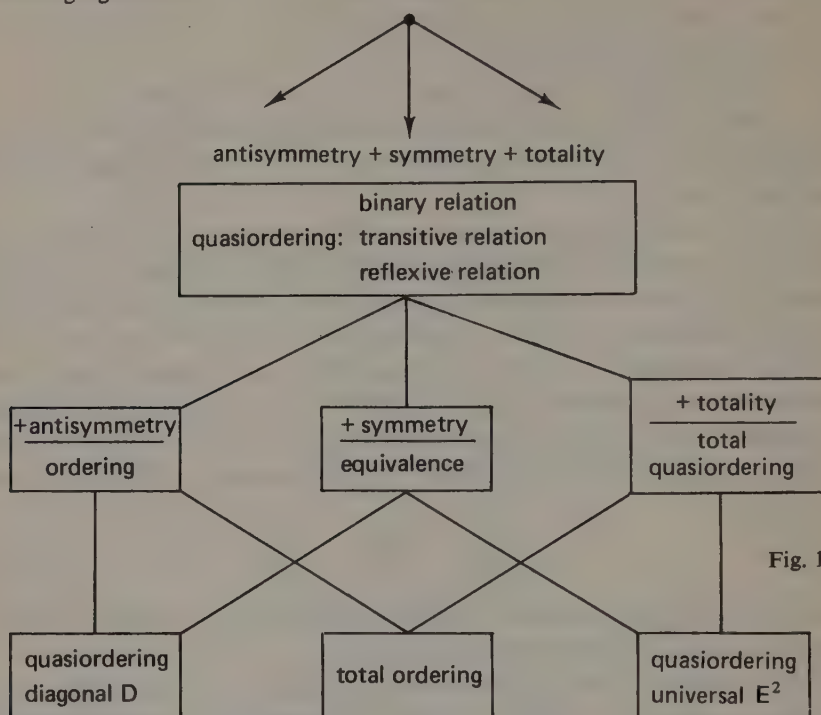 antisymmetry + symmetry + totality
binary relation
quasiordering: transitive relation
reflexive relation
+ antisymmetry
ordering
+ symmetry
equivalence
+ totality
total
quasiordering
Fig. 1
quasiordering
diagonal D
total ordering
quasiordering
universal E²